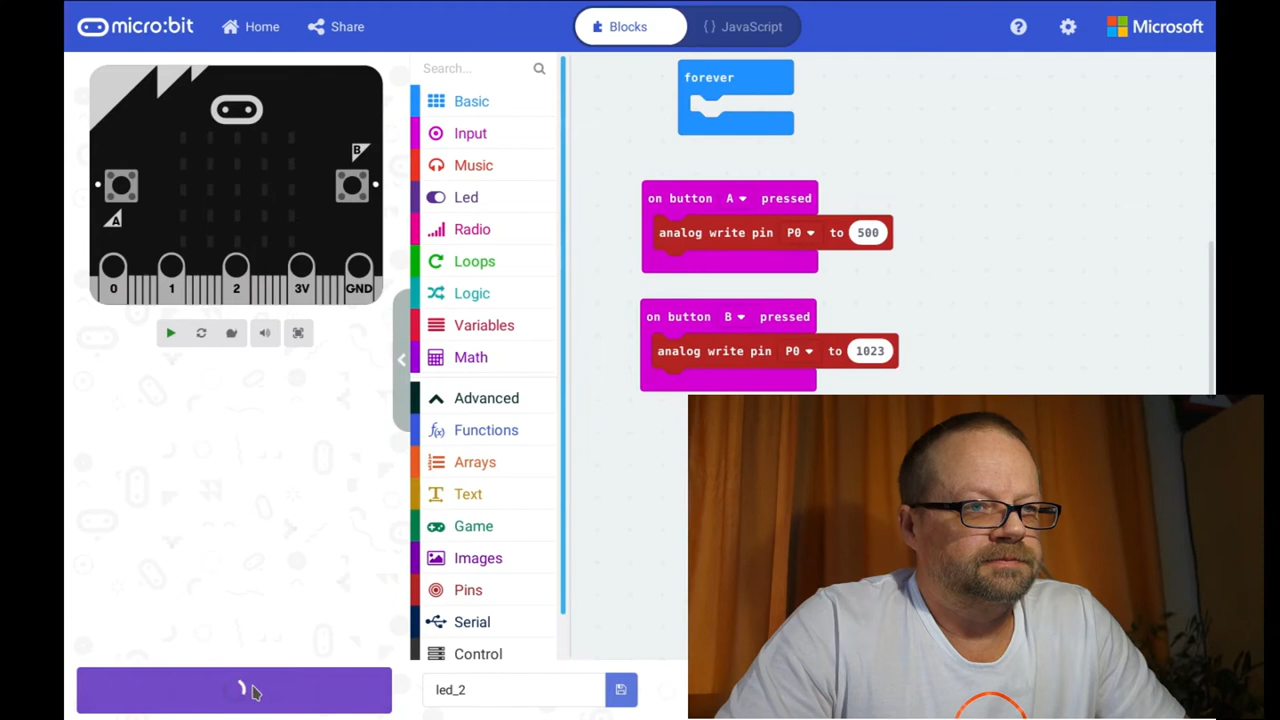 micro:bit Home Share Blocks { } JavaScript ? Microsoft
Search...
Basic
Input
Music
Led
Radio
Loops
Logic
Variables
Math
Advanced
f(x) Functions
Arrays
T Text
Game
Images
Pins
Serial
Control
B
A
0 1 2 3V GND
forever
on button A pressed
analog write pin P0 to 500
on button B pressed
analog write pin P0 to 1023
led_2